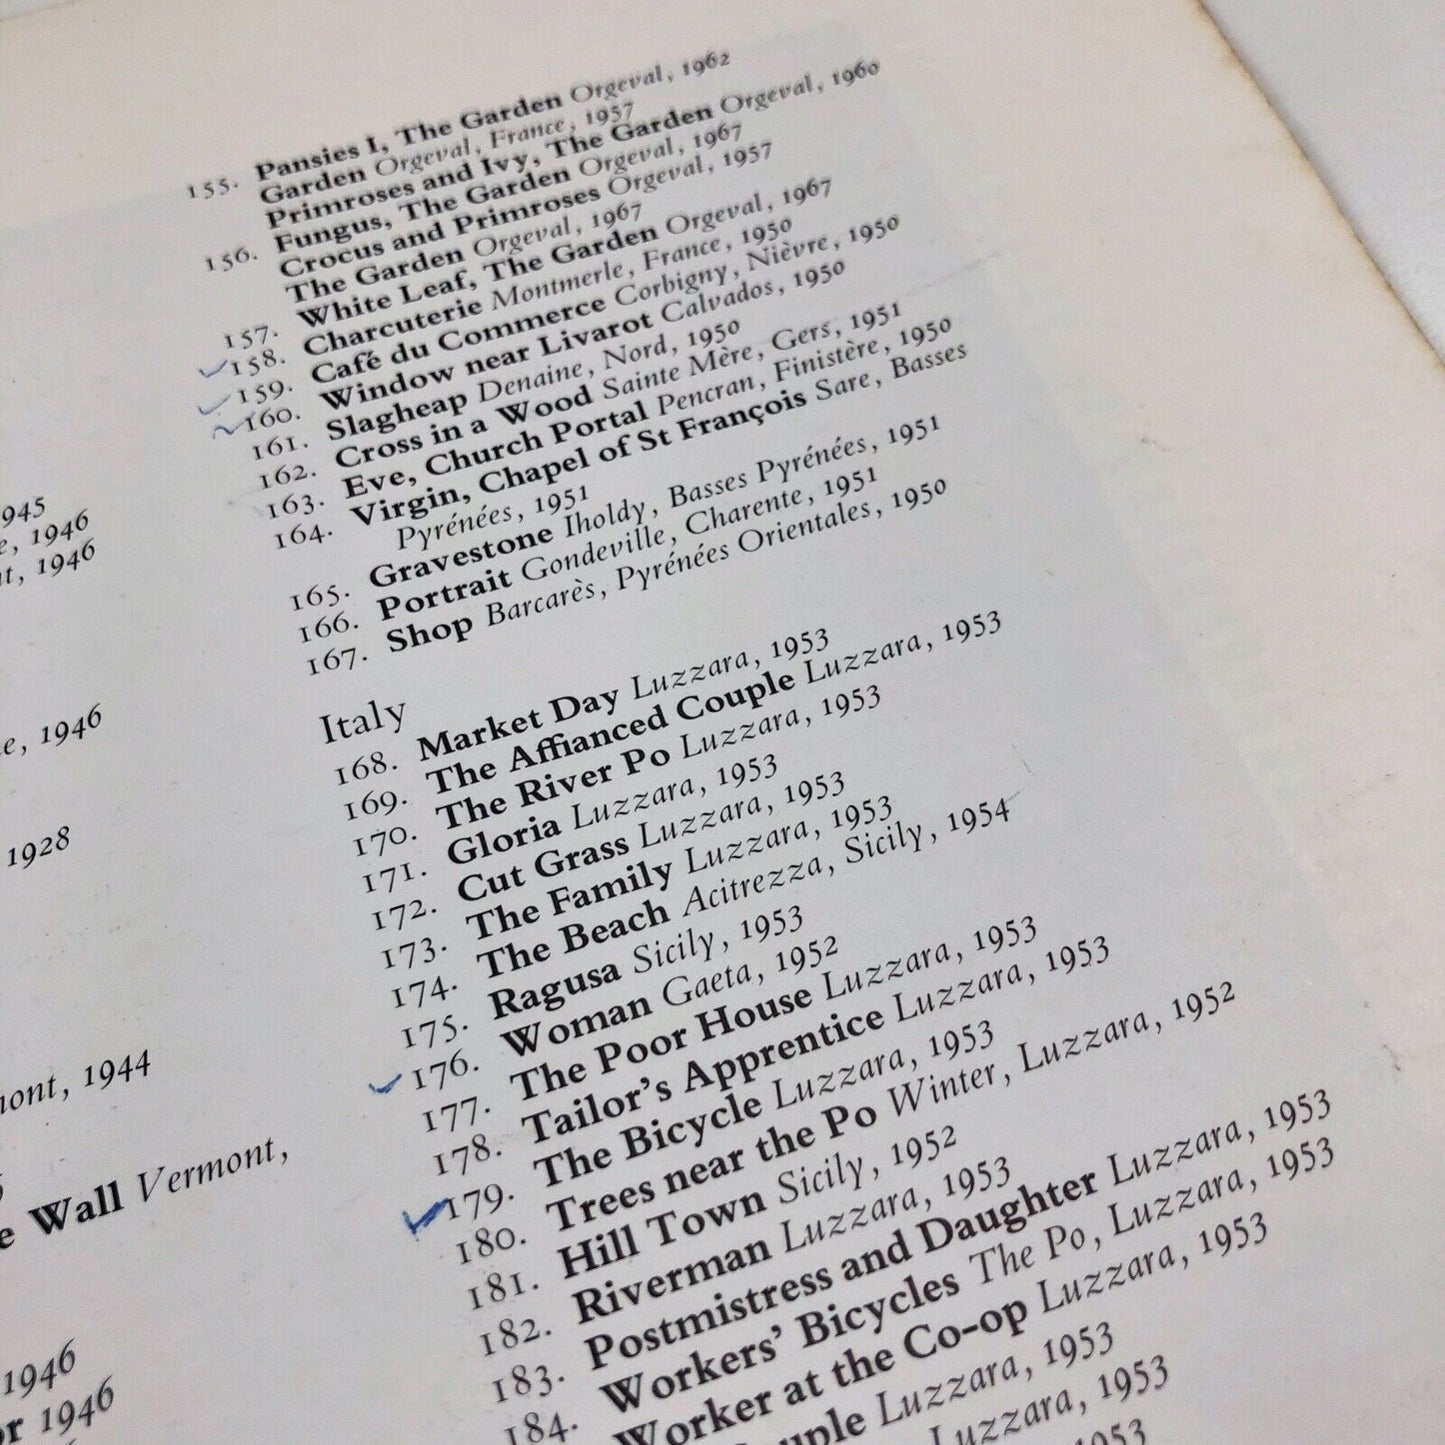 155. Pansies I, The Garden Orgeval, 1962
Garden Orgeval, France, 1957
Primroses and Ivy, The Garden Orgeval, 1960
156. Fungus, The Garden Orgeval, 1967
Crocus and Primroses Orgeval, 1957
The Garden Orgeval, 1967
157. White Leaf, The Garden Orgeval, 1967
158. Charcuterie Montmerle, France, 1950
159. Café du Commerce Corbigny, Nièvre, 1950
160. Window near Livarot Calvados, 1950
161. Slagheap Denaine, Nord, 1950
162. Cross in a Wood Sainte Mère, Gers, 1951
163. Eve, Church Portal Pencran, Finistère, 1950
164. Virgin, Chapel of St François Sare, Basses
Pyrénées, 1951
165. Gravestone Iholdy, Basses Pyrénées, 1951
166. Portrait Gondeville, Charente, 1951
167. Shop Barcarès, Pyrénées Orientales, 1950
Italy
168. Market Day Luzzara, 1953
169. The Affianced Couple Luzzara, 1953
170. The River Po Luzzara, 1953
171. Gloria Luzzara, 1953
172. Cut Grass Luzzara, 1953
173. The Family Luzzara, 1953
174. The Beach Acitrezza, Sicily, 1954
175. Ragusa Sicily, 1953
176. Woman Gaeta, 1952
177. The Poor House Luzzara, 1953
178. Tailor's Apprentice Luzzara, 1953
179. The Bicycle Luzzara, 1953
180. Trees near the Po Winter, Luzzara, 1952
181. Hill Town Sicily, 1952
182. Riverman Luzzara, 1953
183. Postmistress and Daughter Luzzara, 1953
184. Workers' Bicycles The Po, Luzzara, 1953
Worker at the Co-op Luzzara, 1953
Luzzara, 1953
Luzzara, 1953
1953
1945
1946
1946
1946
1928
1944
Wall Vermont,
1946
1946